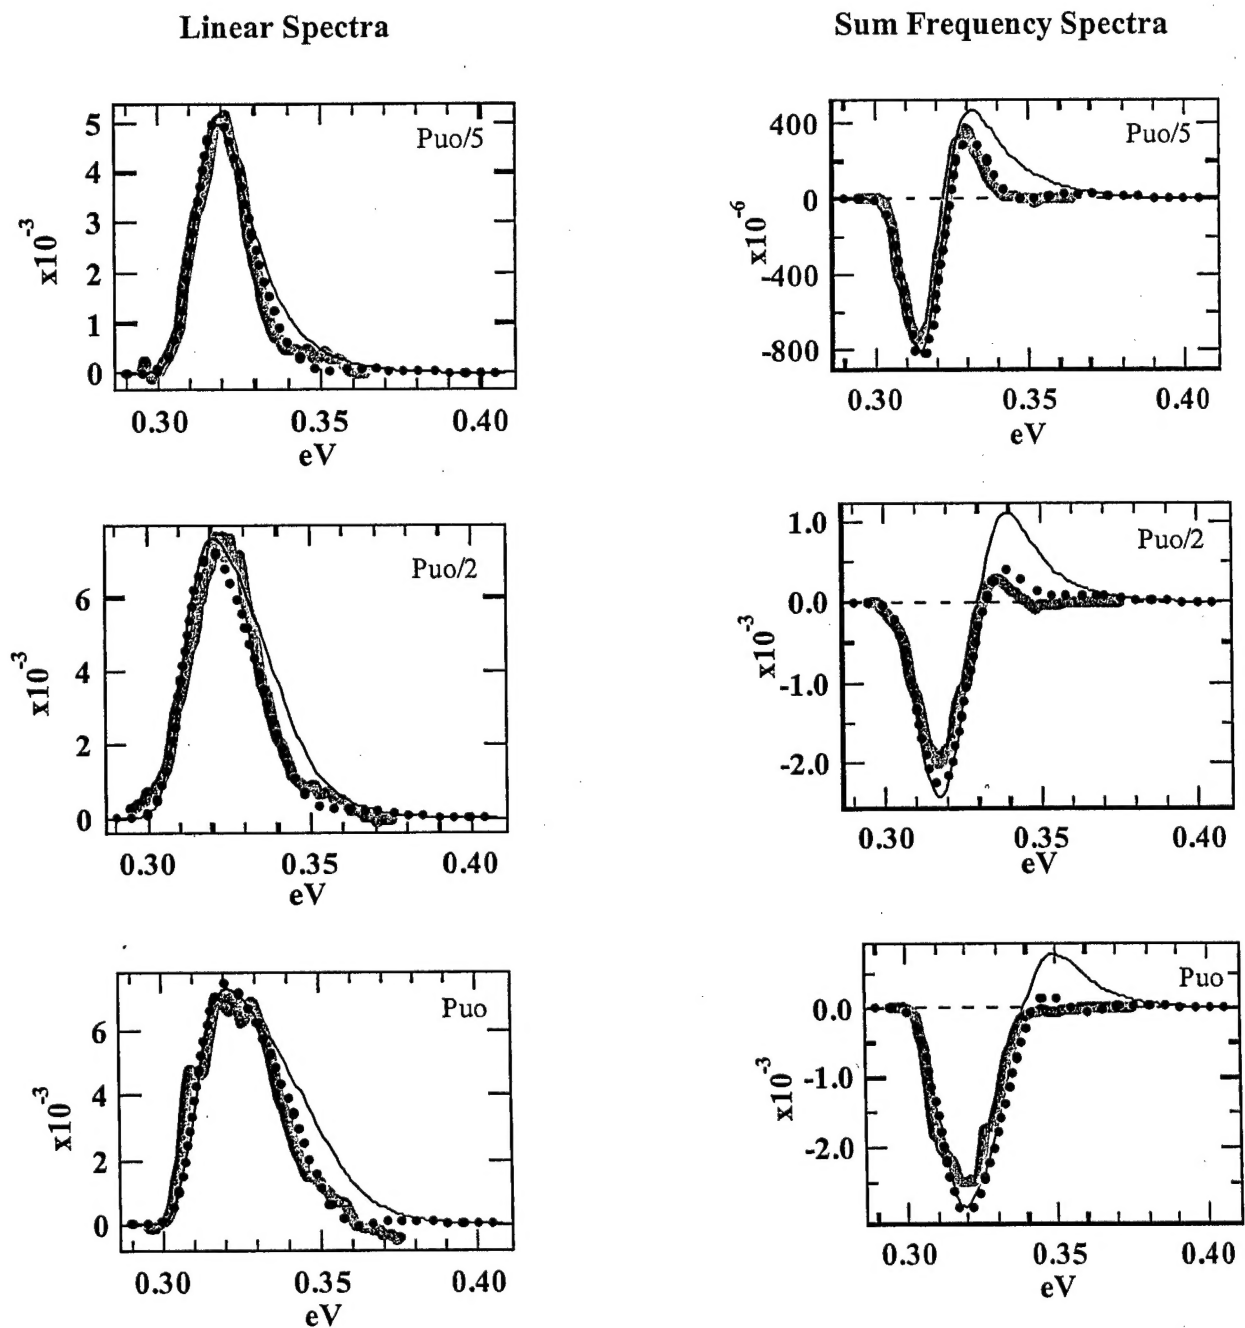 Linear Spectra
Sum Frequency Spectra
Puo/5
5
4
3
2
1
0
x10-3
0.30 0.35 0.40
eV
Puo/5
400
0
-400
-800
x10-6
0.30 0.35 0.40
eV
Puo/2
6
4
2
0
x10-3
0.30 0.35 0.40
eV
Puo/2
1.0
0.0
-1.0
-2.0
x10-3
0.30 0.35 0.40
eV
Puo
6
4
2
0
x10-3
0.30 0.35 0.40
eV
Puo
0.0
-1.0
-2.0
x10-3
0.30 0.35 0.40
eV